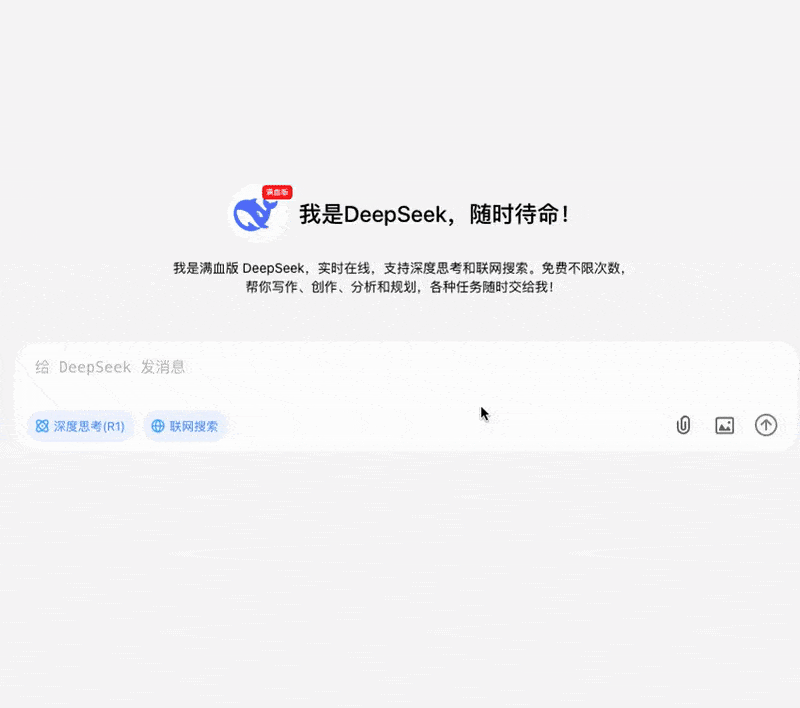 满血版
我是DeepSeek，随时待命！
我是满血版 DeepSeek，实时在线，支持深度思考和联网搜索。免费不限次数，
帮你写作、创作、分析和规划，各种任务随时交给我！
给 DeepSeek 发消息
深度思考(R1)
联网搜索